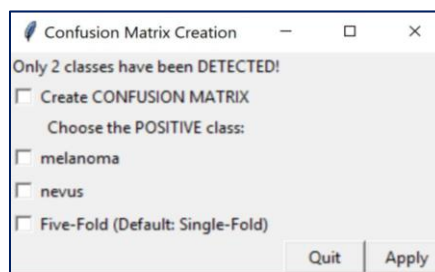 Confusion Matrix Creation
Only 2 classes have been DETECTED!
Create CONFUSION MATRIX
Choose the POSITIVE class:
melanoma
nevus
Five-Fold (Default: Single-Fold)
Quit Apply